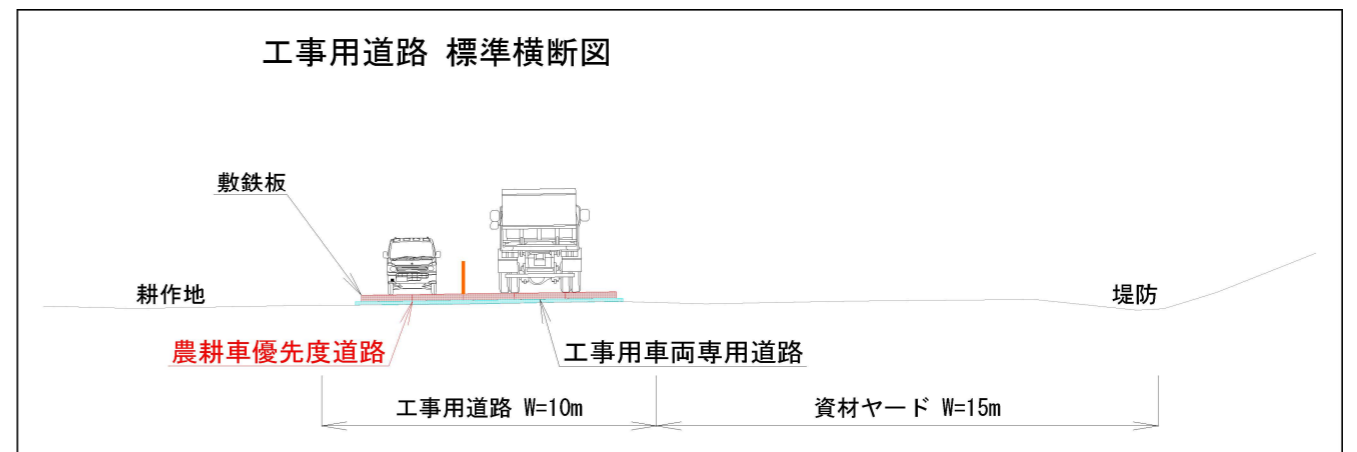 工事用道路 標準横断図
敷鉄板
耕作地
堤防
農耕車優先度道路
工事用車両専用道路
工事用道路 W=10m
資材ヤード W=15m